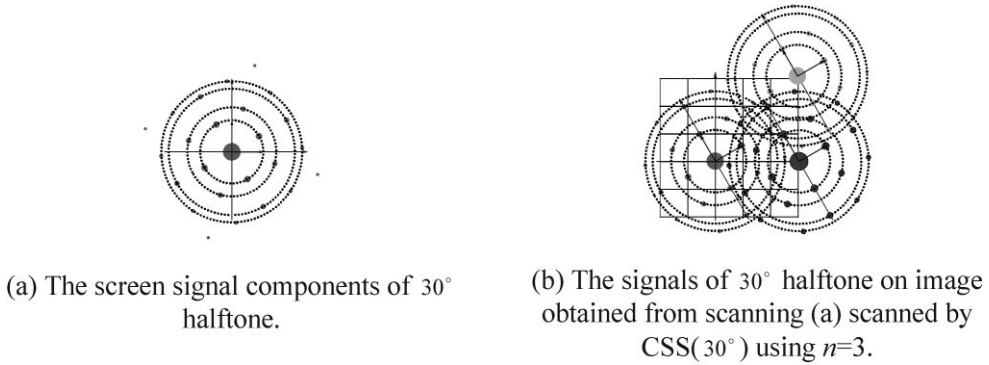 (a) The screen signal components of 30°
halftone.
(b) The signals of 30° halftone on image
obtained from scanning (a) scanned by
CSS(30°) using n=3.